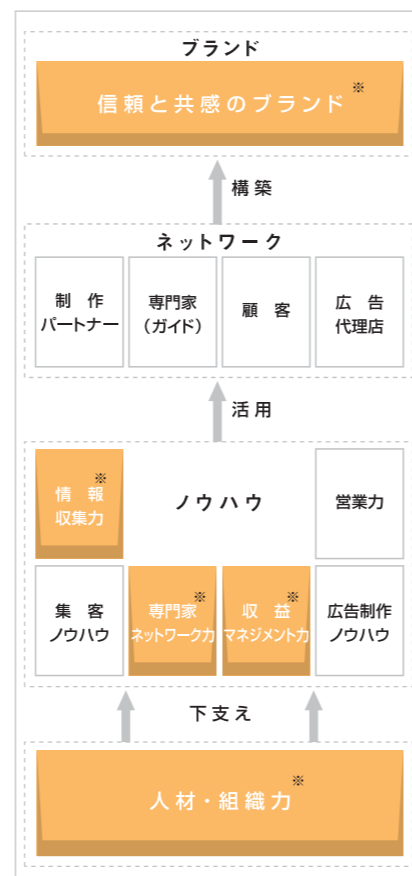 ブランド
信頼と共感のブランド※
構築
ネットワーク
制 作
パートナー
専門家
（ガイド）
顧 客
広 告
代理店
活用
※
情 報
収集力
ノウハウ
営業力
集 客
ノウハウ
専門家※
ネットワーク力
収 益※
マネジメント力
広告制作
ノウハウ
下支え
人材・組織力※